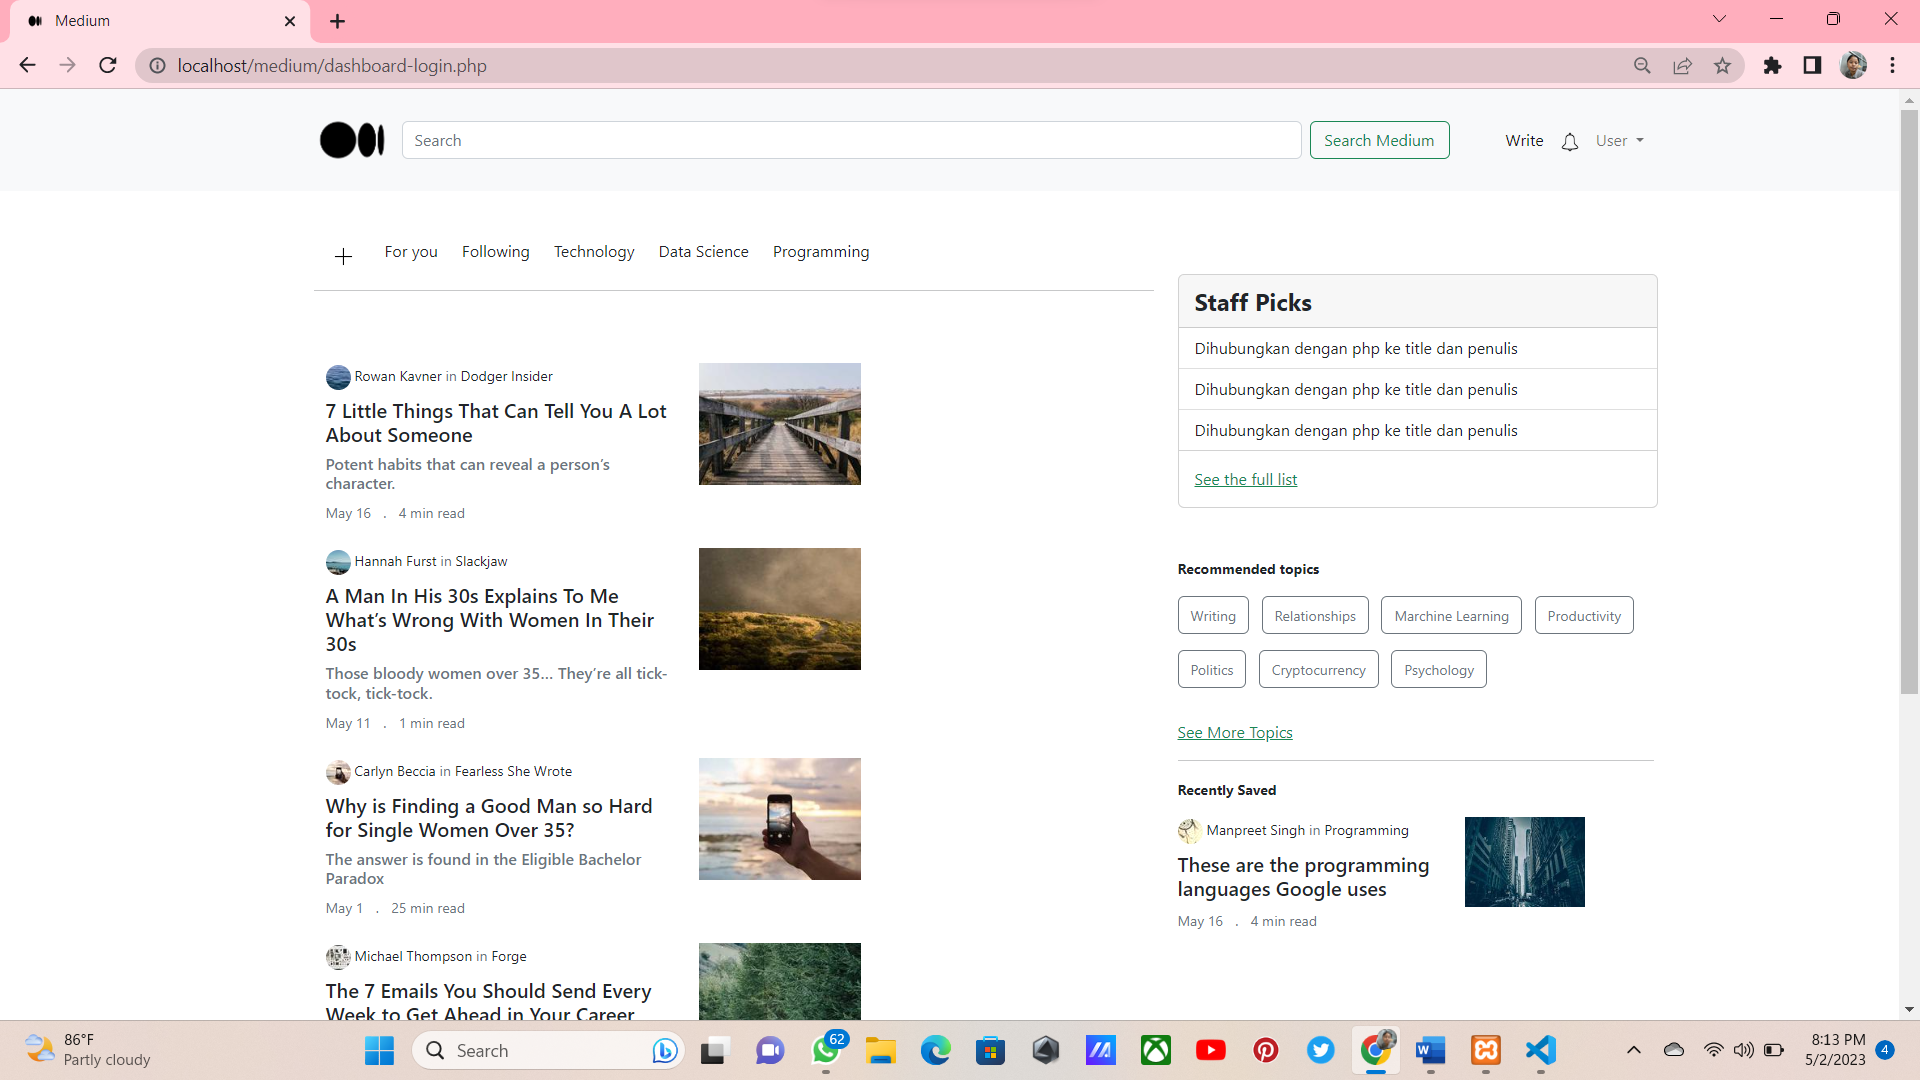 Medium
localhost/medium/dashboard-login.php
Search
Search Medium
Write
User
For you
Following
Technology
Data Science
Programming
Rowan Kavner in Dodger Insider
7 Little Things That Can Tell You A Lot
About Someone
Potent habits that can reveal a person’s
character.
May 16 . 4 min read
Hannah Furst in Slackjaw
A Man In His 30s Explains To Me
What’s Wrong With Women In Their
30s
Those bloody women over 35... They’re all tick-
tock, tick-tock.
May 11 . 1 min read
Carlyn Beccia in Fearless She Wrote
Why is Finding a Good Man so Hard
for Single Women Over 35?
The answer is found in the Eligible Bachelor
Paradox
May 1 . 25 min read
Michael Thompson in Forge
The 7 Emails You Should Send Every
Week to Get Ahead in Your Career
Staff Picks
Dihubungkan dengan php ke title dan penulis
Dihubungkan dengan php ke title dan penulis
Dihubungkan dengan php ke title dan penulis
See the full list
Recommended topics
Writing
Relationships
Marchine Learning
Productivity
Politics
Cryptocurrency
Psychology
See More Topics
Recently Saved
Manpreet Singh in Programming
These are the programming
languages Google uses
May 16 . 4 min read
86°F
Partly cloudy
Search
62
8:13 PM
5/2/2023
4